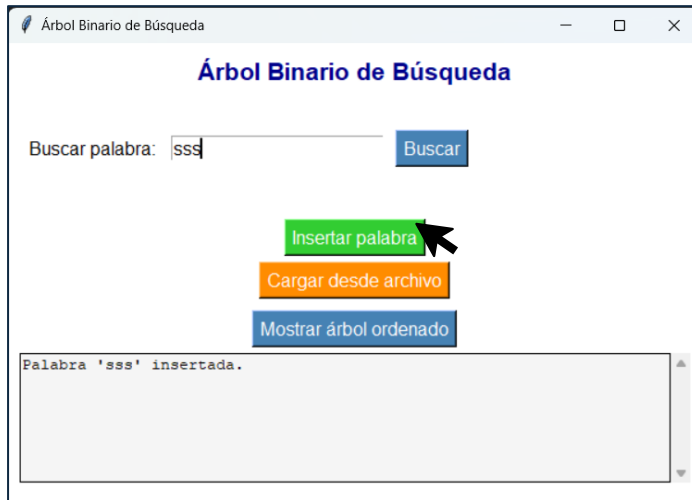 Árbol Binario de Búsqueda
Árbol Binario de Búsqueda
Buscar palabra: sss Buscar
Insertar palabra
Cargar desde archivo
Mostrar árbol ordenado
Palabra 'sss' insertada.